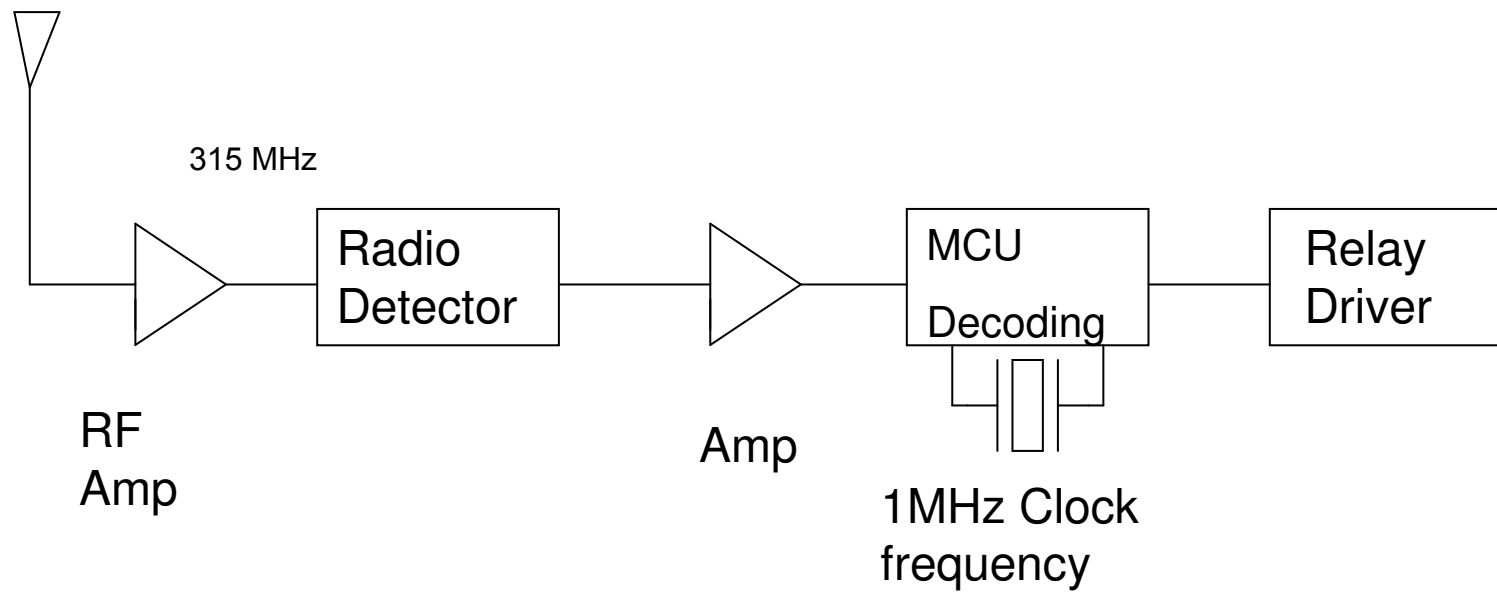 315 MHz
Radio
Detector
MCU
Decoding
Relay
Driver
RF
Amp
Amp
1MHz Clock
frequency